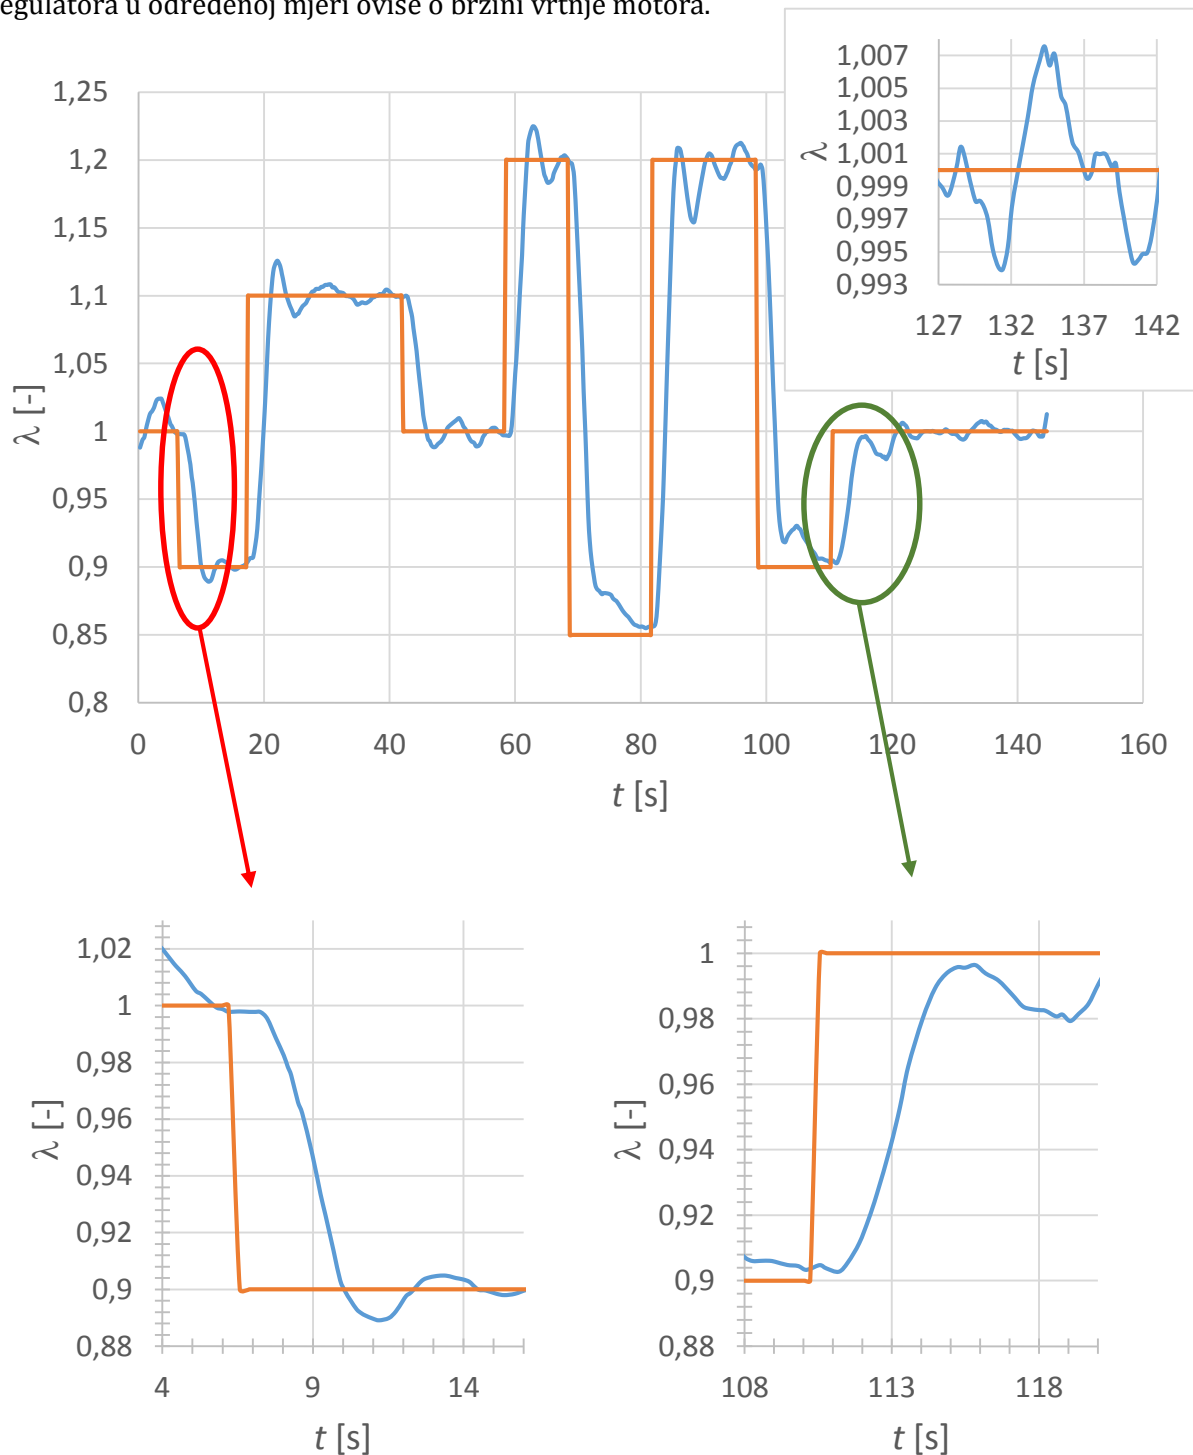 egulatora u određenoj mjeri ovise o brzini vrtnje motora.
1,007
1,005
1,003
1,001
0,999
0,997
0,995
0,993
λ
127 132 137 142
t [s]
1,25
1,2
1,15
1,1
1,05
1
0,95
0,9
0,85
0,8
λ [-]
0 20 40 60 80 100 120 140 160
t [s]
1,02
1
0,98
0,96
0,94
0,92
0,9
0,88
λ [-]
4 9 14
t [s]
1
0,98
0,96
0,94
0,92
0,9
0,88
λ [-]
108 113 118
t [s]